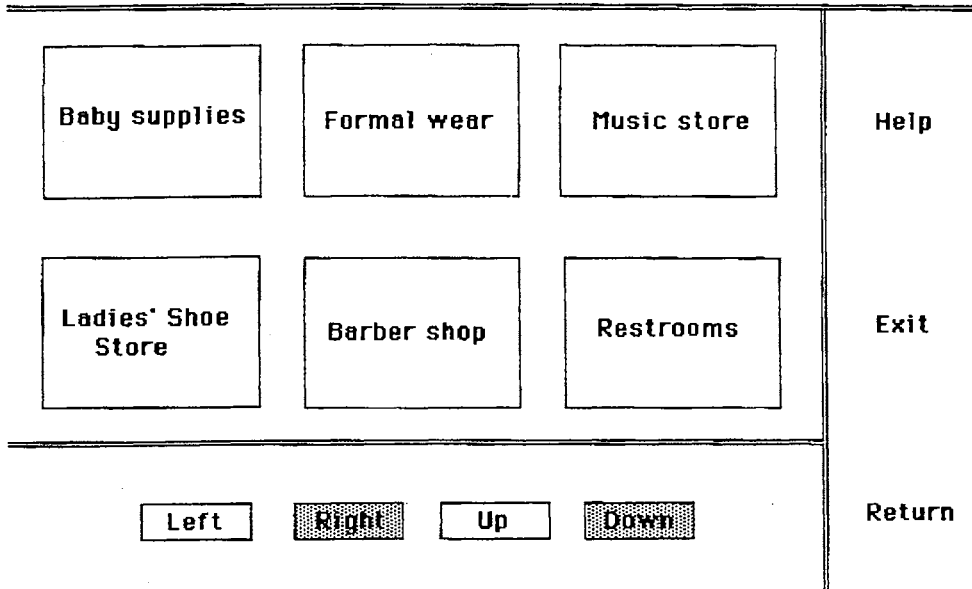 Baby supplies
Formal wear
Music store
Help
Ladies' Shoe
Store
Barber shop
Restrooms
Exit
Left
Right
Up
Down
Return